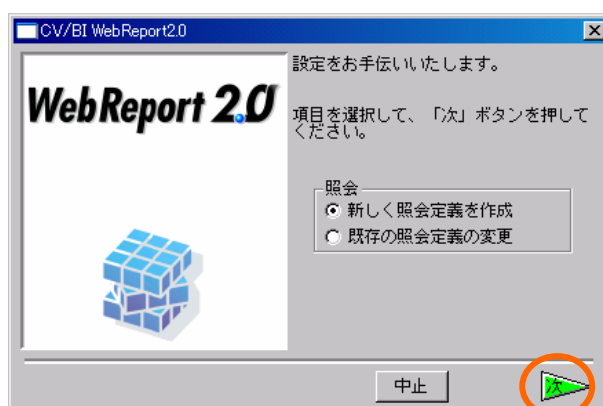 CV/BI WebReport2.0
WebReport 2.0
設定をお手伝いいたします。
項目を選択して、「次」ボタンを押して
ください。
照会
新しく照会定義を作成
既存の照会定義の変更
中止
次